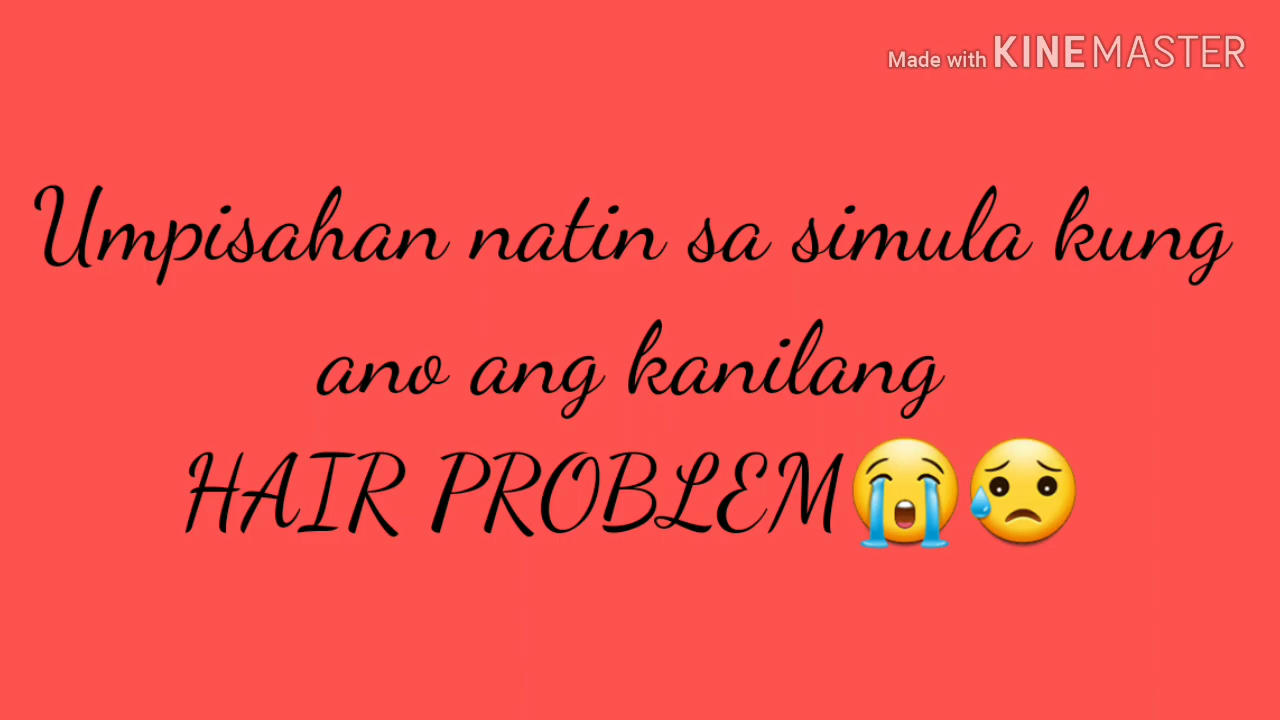 Made with KINEMASTER
Umpisahan natin sa simula kung
ano ang kanilang
HAIR PROBLEM😭😥